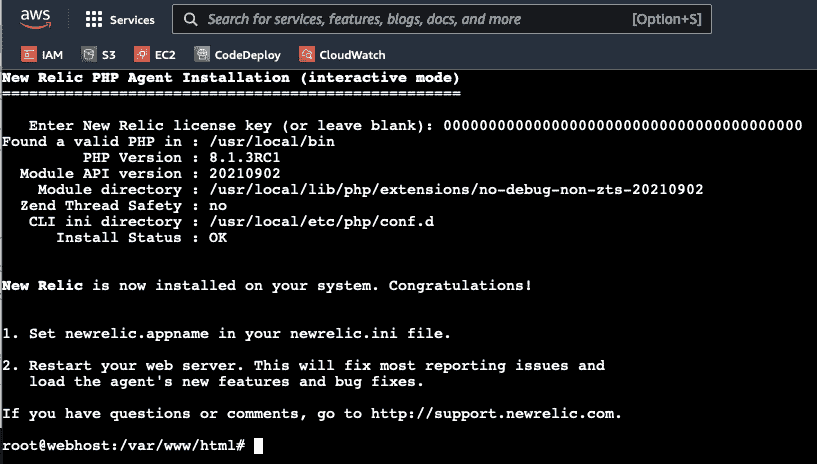 aws
Services
Search for services, features, blogs, docs, and more
[Option+S]
IAM
S3
EC2
CodeDeploy
CloudWatch
New Relic PHP Agent Installation (interactive mode)
===================================================
Enter New Relic license key (or leave blank): 0000000000000000000000000000000000000000
Found a valid PHP in : /usr/local/bin
PHP Version : 8.1.3RC1
Module API version : 20210902
Module directory : /usr/local/lib/php/extensions/no-debug-non-zts-20210902
Zend Thread Safety : no
CLI ini directory : /usr/local/etc/php/conf.d
Install Status : OK
New Relic is now installed on your system. Congratulations!
1. Set newrelic.appname in your newrelic.ini file.
2. Restart your web server. This will fix most reporting issues and
load the agent's new features and bug fixes.
If you have questions or comments, go to http://support.newrelic.com.
root@webhost:/var/www/html#